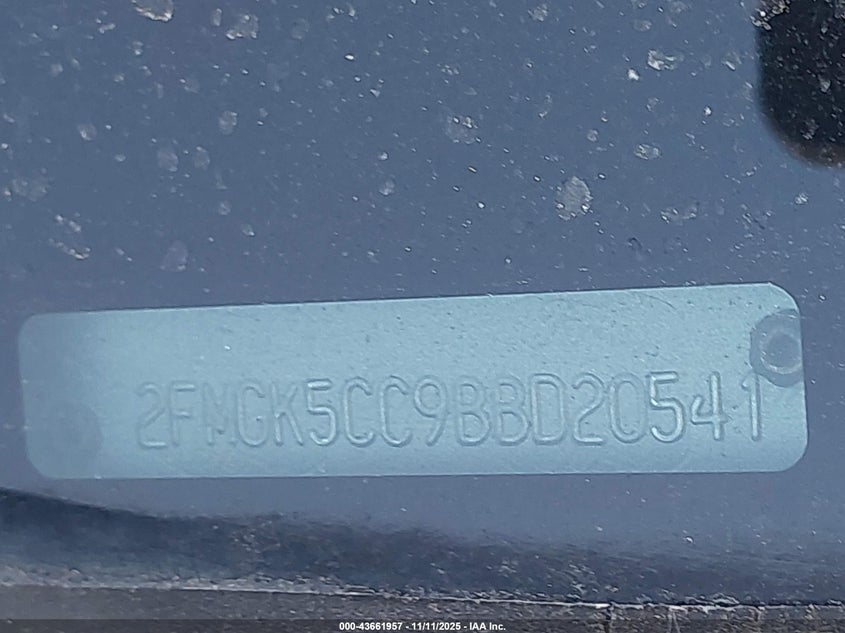 2FMGK5CC9BBD20541
000-43661957 - 11/11/2025 - IAA Inc.